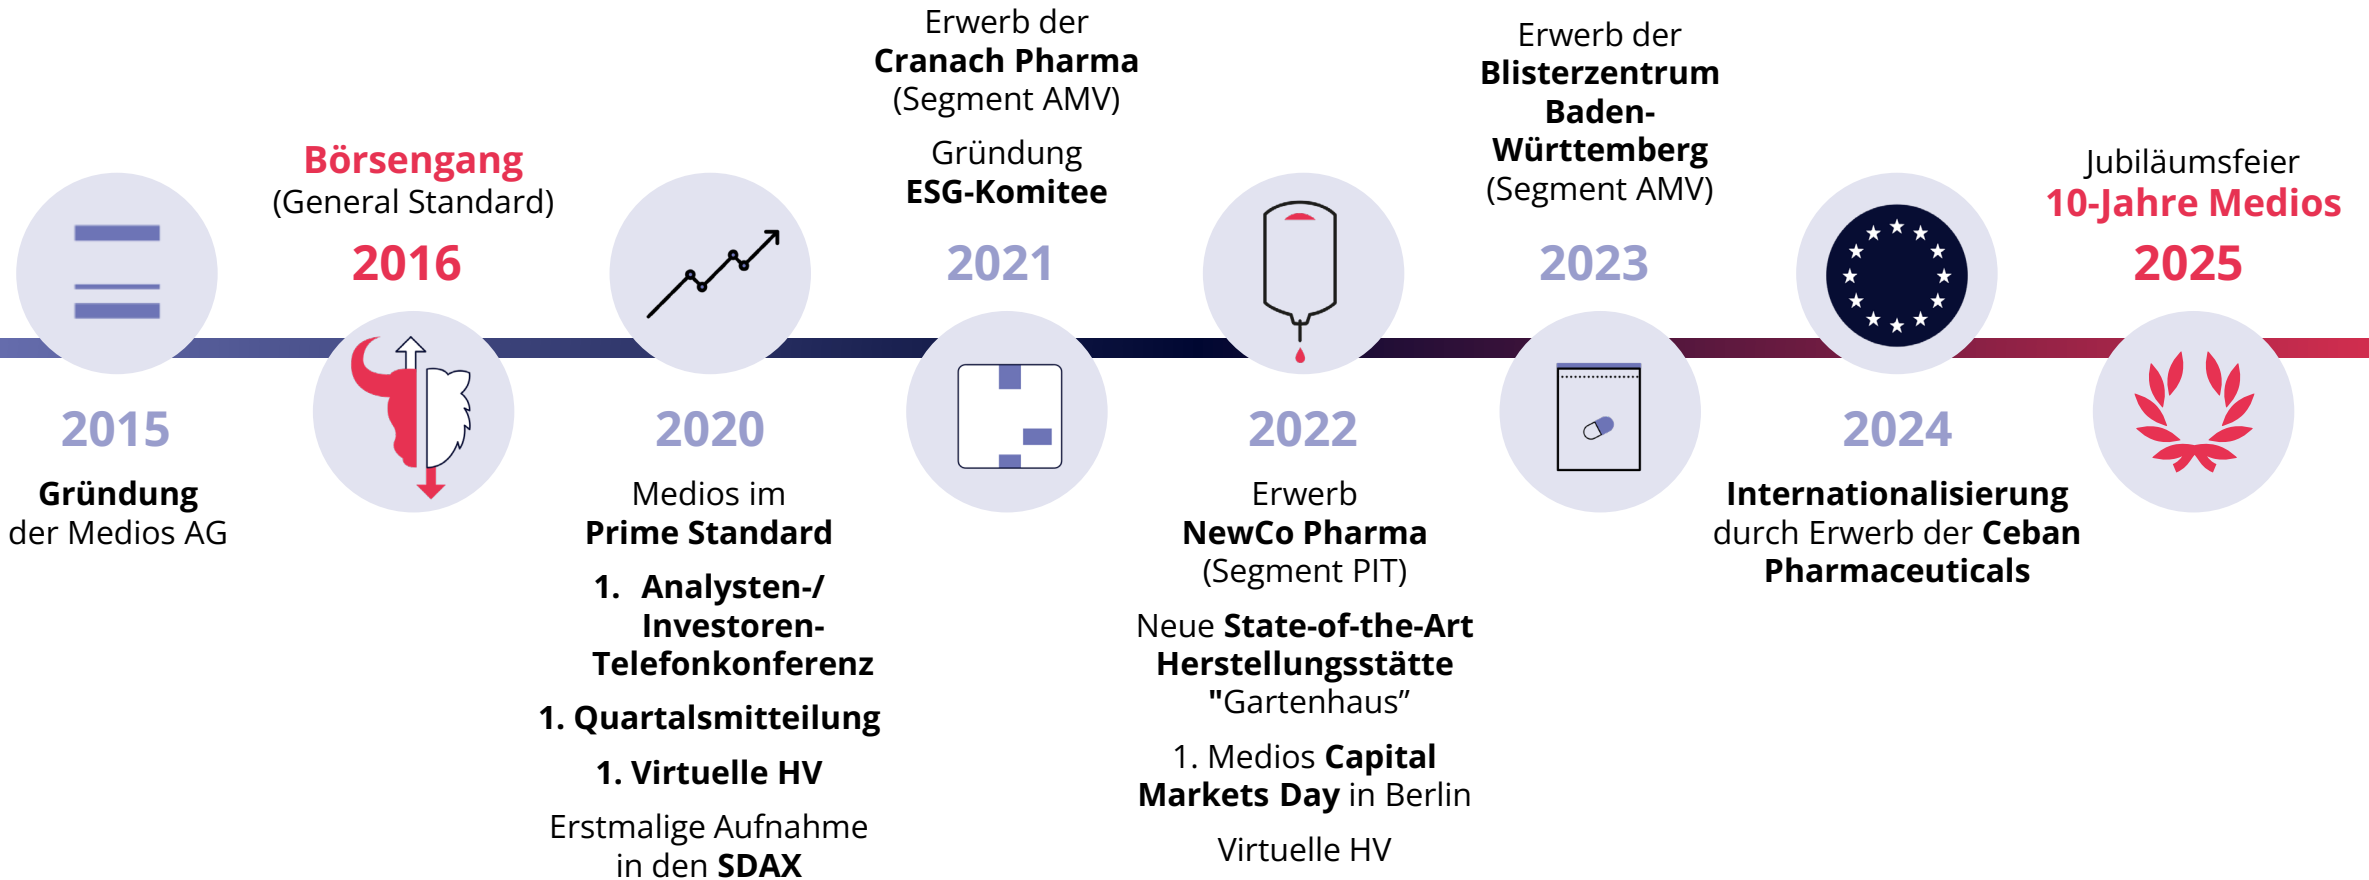 2015
Gründung
der Medios AG
Börsengang
(General Standard)
2016
2020
Medios im
Prime Standard
1. Analysten-/
Investoren-
Telefonkonferenz
1. Quartalsmitteilung
1. Virtuelle HV
Erstmalige Aufnahme
in den SDAX
Erwerb der
Cranach Pharma
(Segment AMV)
Gründung
ESG-Komitee
2021
2022
Erwerb
NewCo Pharma
(Segment PIT)
Neue State-of-the-Art
Herstellungsstätte
"Gartenhaus”
1. Medios Capital
Markets Day in Berlin
Virtuelle HV
Erwerb der
Blisterzentrum
Baden-
Württemberg
(Segment AMV)
2023
2024
Internationalisierung
durch Erwerb der Ceban
Pharmaceuticals
Jubiläumsfeier
10-Jahre Medios
2025